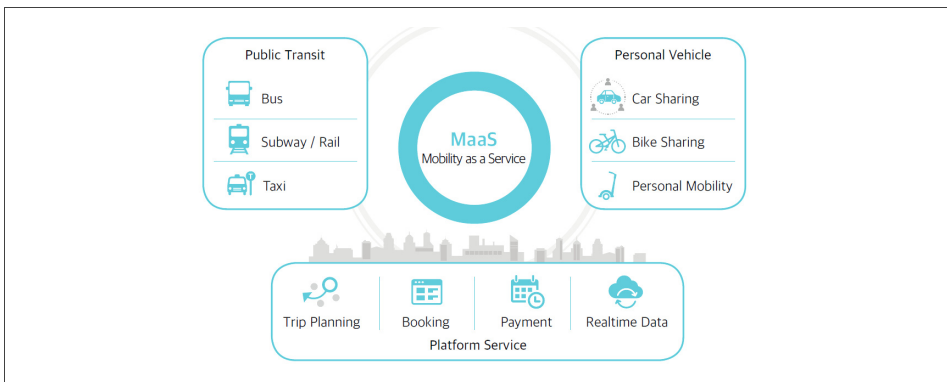 Public Transit
Bus
Subway / Rail
Taxi
MaaS
Mobility as a Service
Personal Vehicle
Car Sharing
Bike Sharing
Personal Mobility
Trip Planning
Booking
Payment
Realtime Data
Platform Service